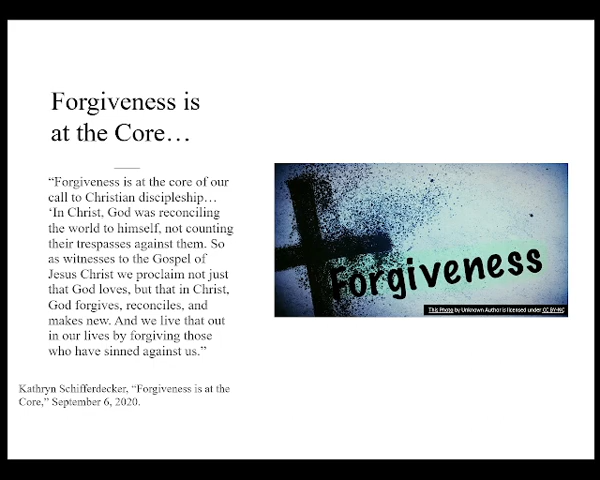 Forgiveness is
at the Core…
“Forgiveness is at the core of our
call to Christian discipleship…
‘In Christ, God was reconciling
the world to himself, not counting
their trespasses against them. So
as witnesses to the Gospel of
Jesus Christ we proclaim not just
that God loves, but that in Christ,
God forgives, reconciles, and
makes new. And we live that out
in our lives by forgiving those
who have sinned against us.”
Kathryn Schifferdecker, “Forgiveness is at the
Core,” September 6, 2020.
Forgiveness
This Photo by Unknown Author is licensed under CC BY-NC